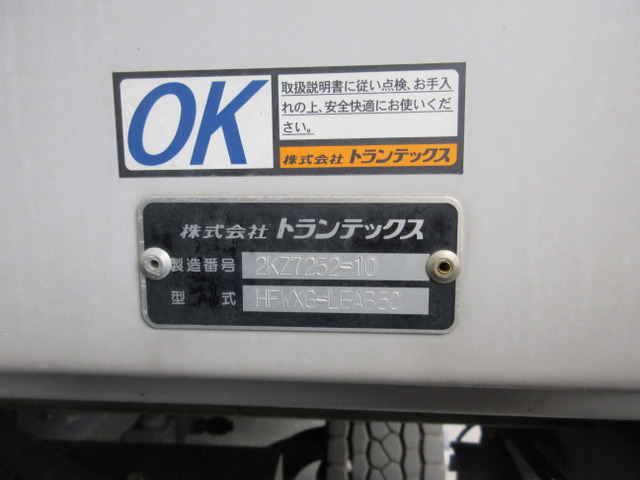 OK
取扱説明書に従い点検、お手入
れの上、安全快適にお使いくだ
さい。
株式会社トランテックス
株式会社 トランテックス
製造番号 2KZ7252-10
型式 HFWXG-LEAB50